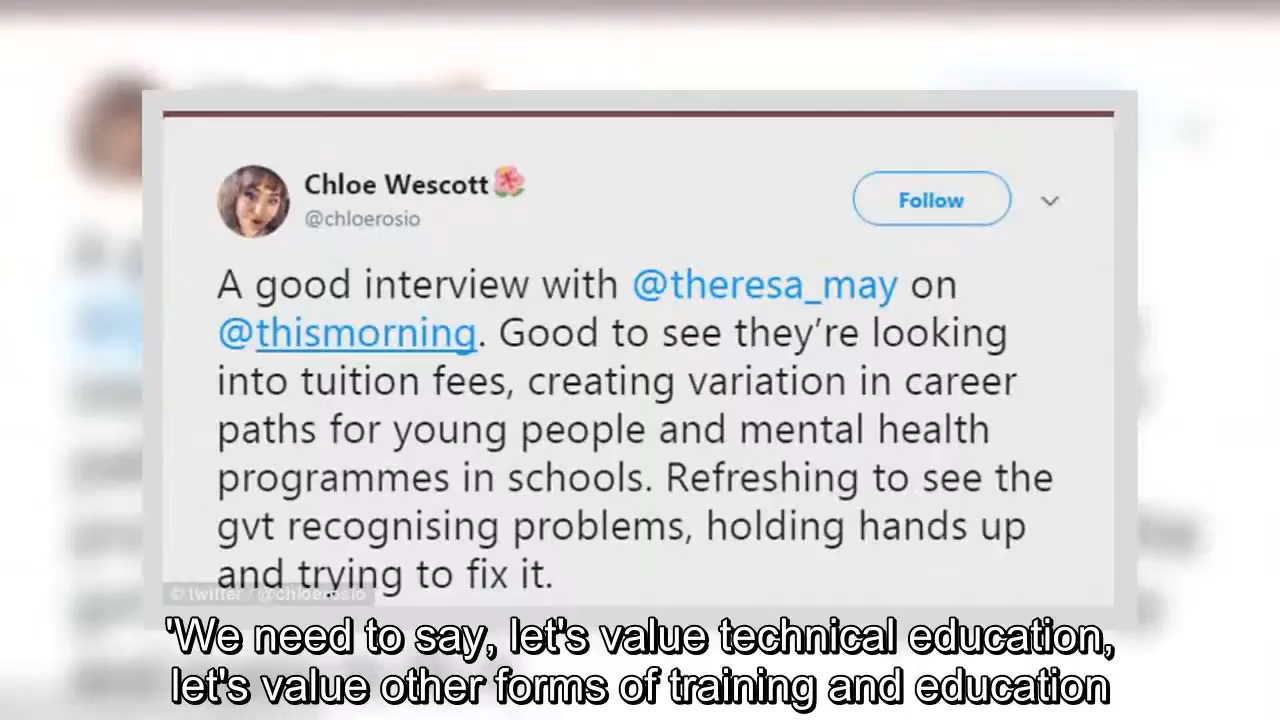 Chloe Wescott
@chloerosio
Follow
A good interview with @theresa_may on
@thismorning. Good to see they're looking
into tuition fees, creating variation in career
paths for young people and mental health
programmes in schools. Refreshing to see the
gvt recognising problems, holding hands up
and trying to fix it.
© twitter / @chloerosio
'We need to say, let's value technical education,
let's value other forms of training and education